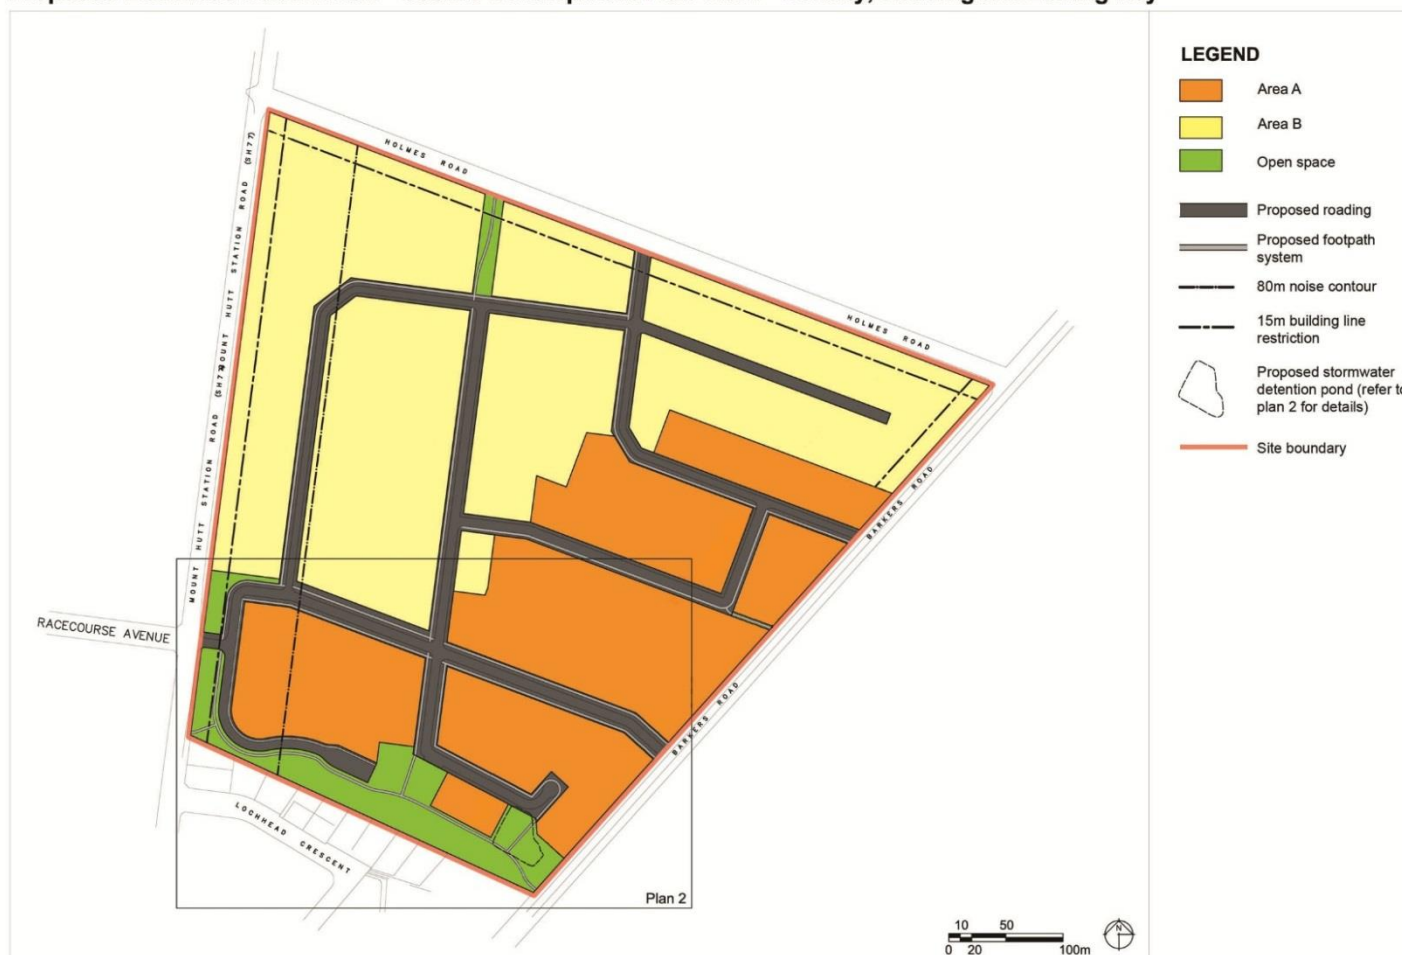 LEGEND
Area A
Area B
Open space
Proposed roading
Proposed footpath
system
80m noise contour
15m building line
restriction
Proposed stormwater
detention pond (refer to
plan 2 for details)
Site boundary
HOLMES ROAD
HOLMES ROAD
MOUNT HUTT STATION ROAD (SH77)
MOUNT HUTT STATION ROAD (SH77)
BARKERS ROAD
BARKERS ROAD
RACECOURSE AVENUE
LOCHHEAD CRESCENT
Plan 2
10 50
0 20 100m
N